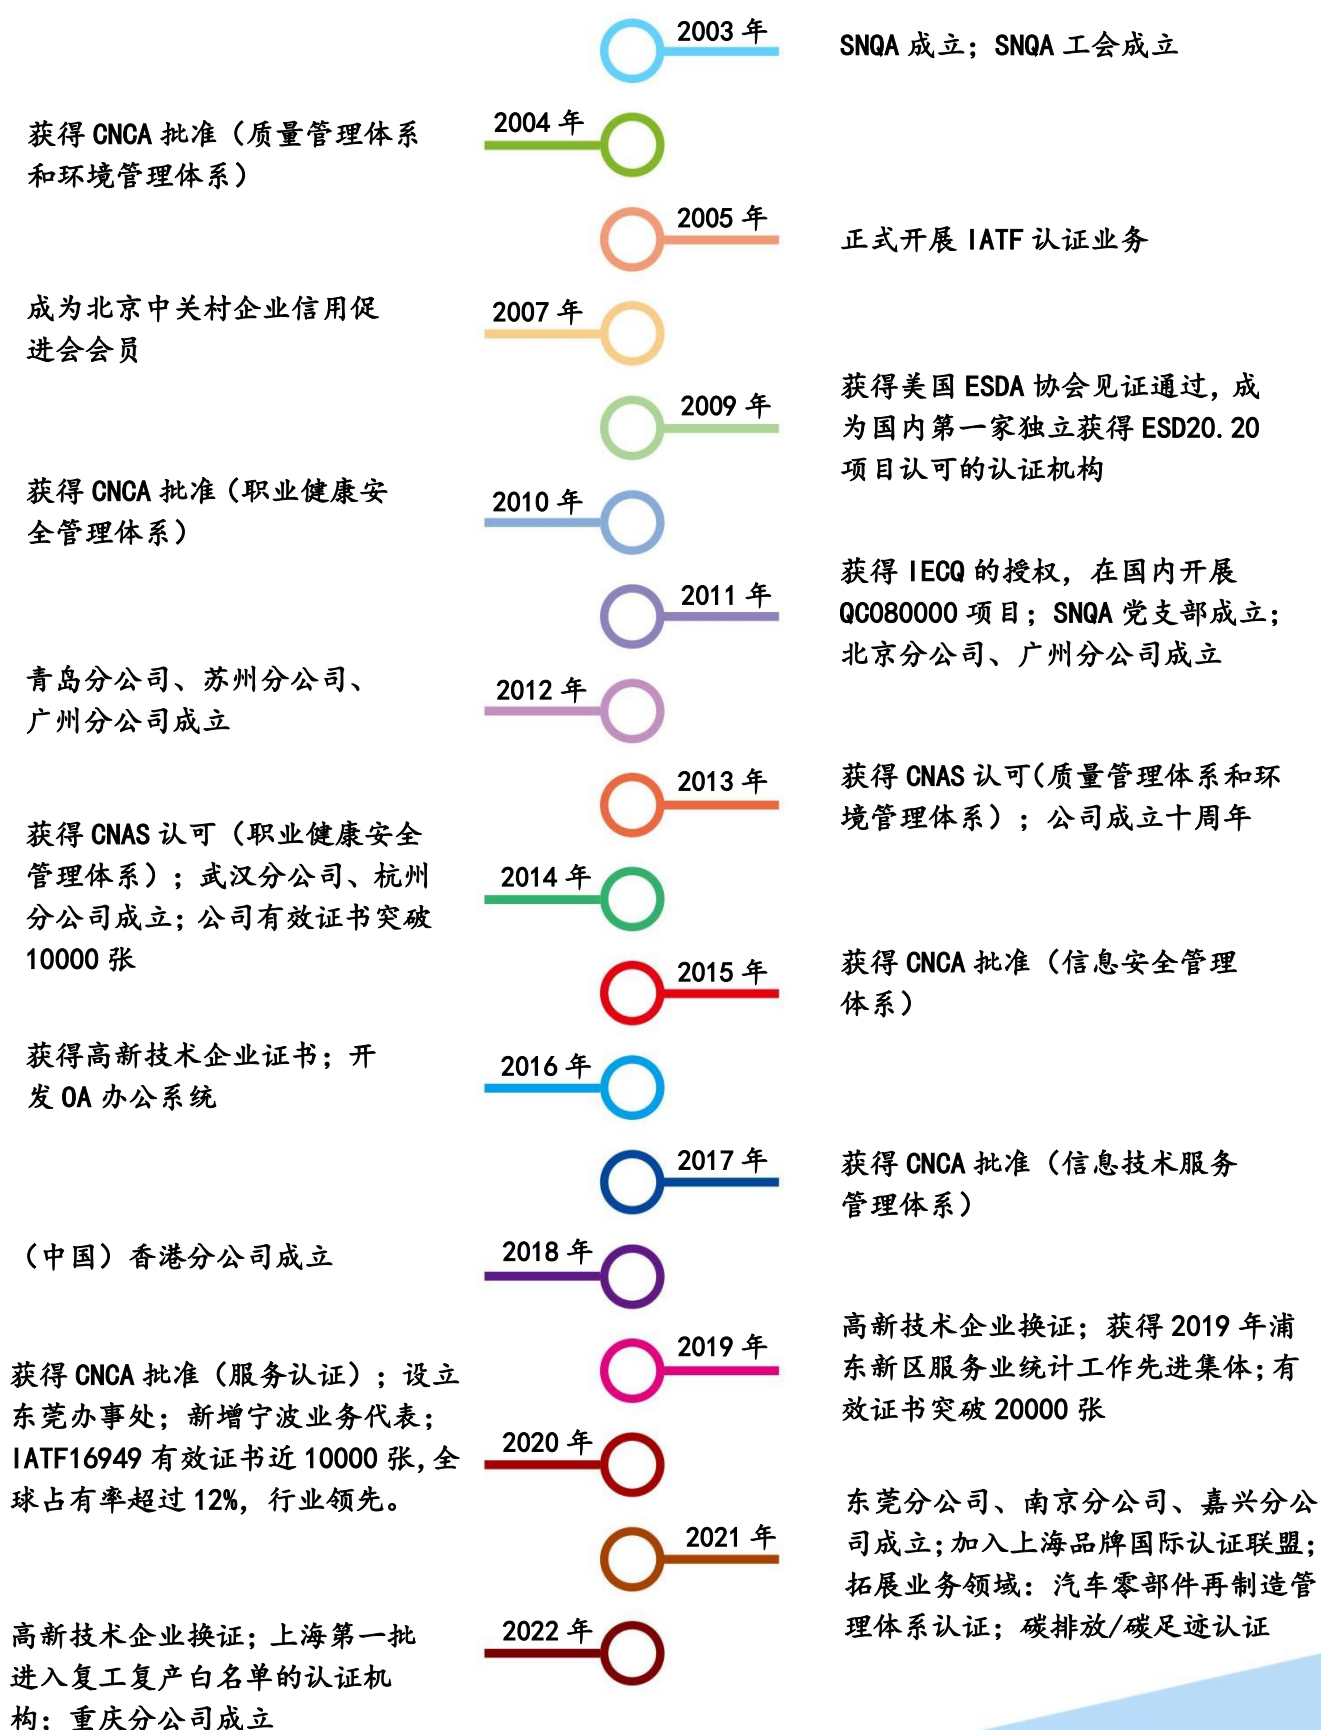 2003 年
SNQA 成立；SNQA 工会成立
2004 年
获得 CNCA 批准（质量管理体系
和环境管理体系）
2005 年
正式开展 IATF 认证业务
2007 年
成为北京中关村企业信用促
进会会员
2009 年
获得美国 ESDA 协会见证通过，成
为国内第一家独立获得 ESD20.20
项目认可的认证机构
2010 年
获得 CNCA 批准（职业健康安
全管理体系）
2011 年
获得 IECQ 的授权，在国内开展
QC080000 项目；SNQA 党支部成立；
北京分公司、广州分公司成立
2012 年
青岛分公司、苏州分公司、
广州分公司成立
2013 年
获得 CNAS 认可（质量管理体系和环
境管理体系）；公司成立十周年
2014 年
获得 CNAS 认可（职业健康安全
管理体系）；武汉分公司、杭州
分公司成立；公司有效证书突破
10000 张
2015 年
获得 CNCA 批准（信息安全管理
体系）
2016 年
获得高新技术企业证书；开
发 OA 办公系统
2017 年
获得 CNCA 批准（信息技术服务
管理体系）
2018 年
（中国）香港分公司成立
2019 年
高新技术企业换证；获得 2019 年浦
东新区服务业统计工作先进集体；有
效证书突破 20000 张
2020 年
获得 CNCA 批准（服务认证）；设立
东莞办事处；新增宁波业务代表；
IATF16949 有效证书近 10000 张，全
球占有率超过 12%，行业领先。
2021 年
东莞分公司、南京分公司、嘉兴分公
司成立；加入上海品牌国际认证联盟；
拓展业务领域：汽车零部件再制造管
理体系认证；碳排放/碳足迹认证
2022 年
高新技术企业换证；上海第一批
进入复工复产白名单的认证机
构；重庆分公司成立